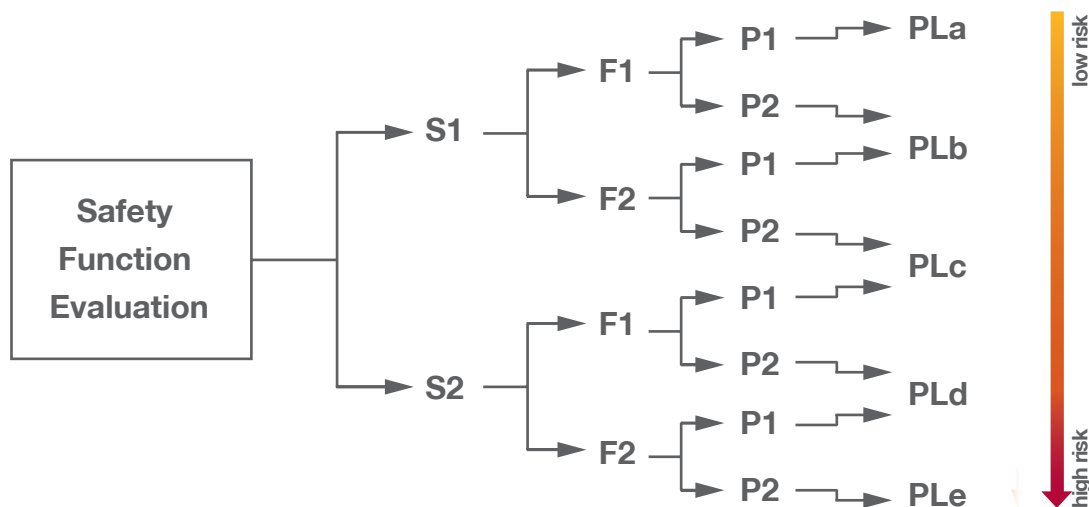 Safety
Function
Evaluation
S1
S2
F1
F2
F1
F2
P1
P2
P1
P2
P1
P2
P1
P2
PLa
PLb
PLc
PLd
PLe
low risk
high risk